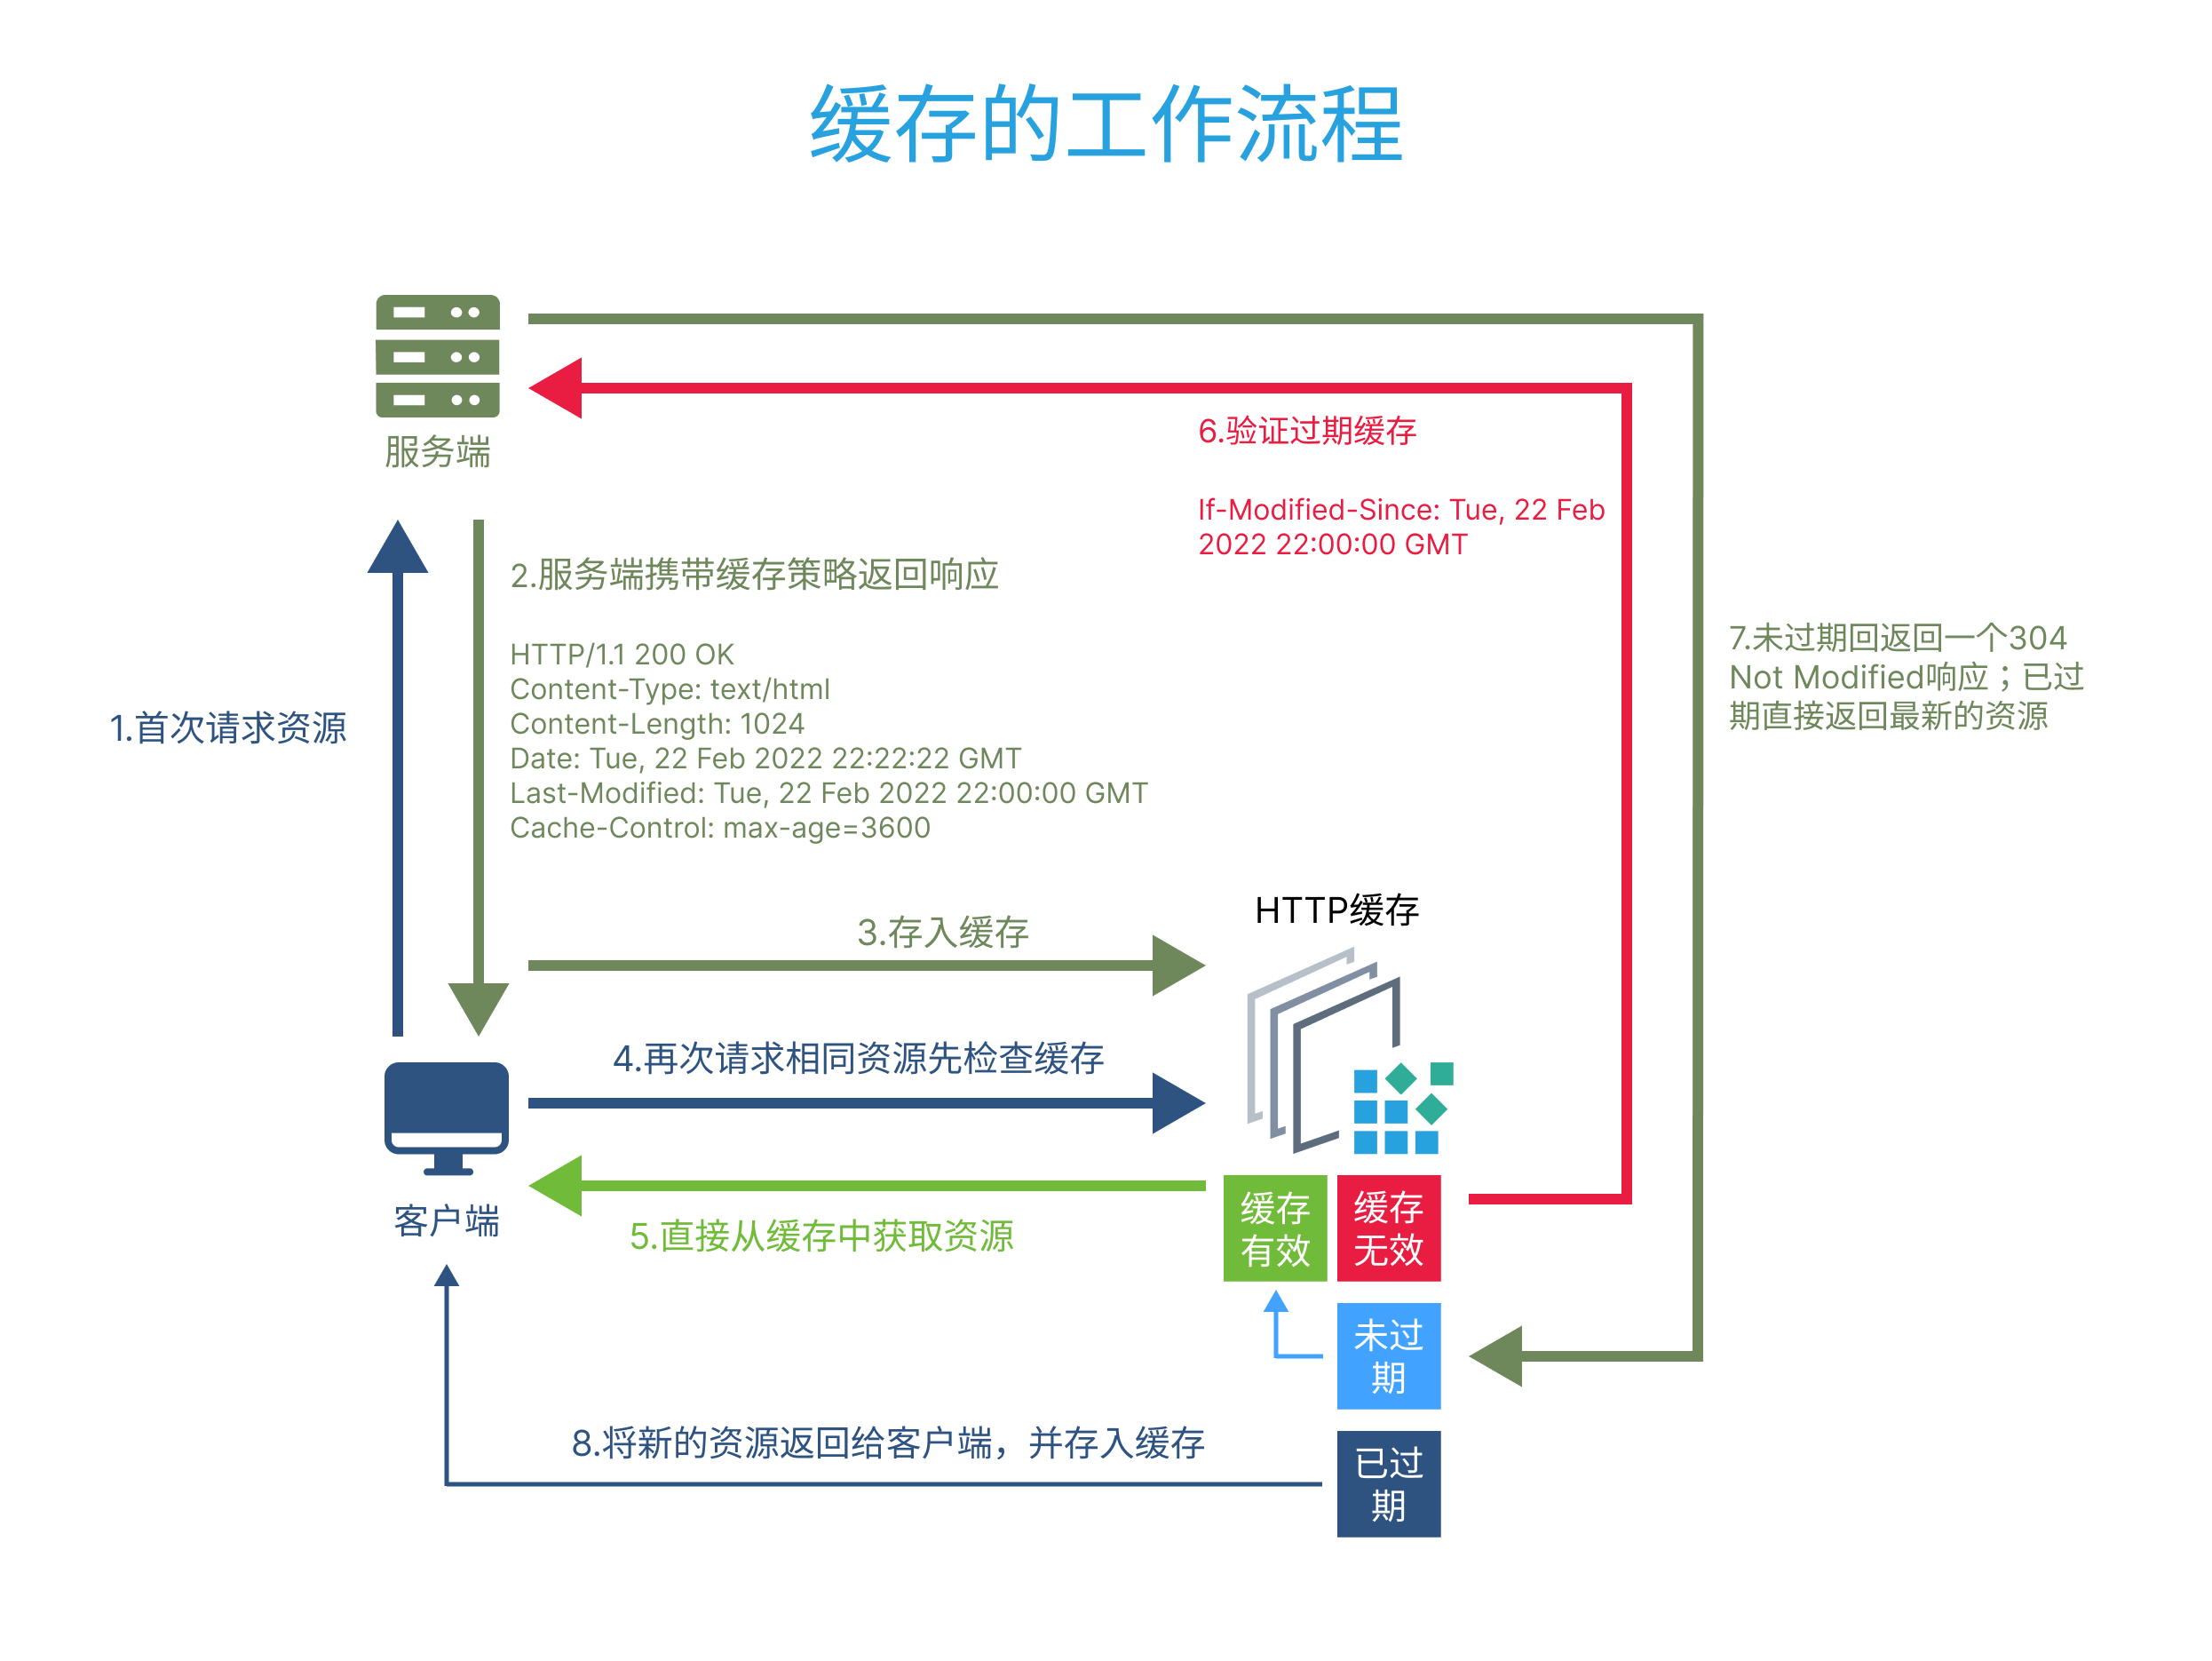 缓存的工作流程
服务端
6.验证过期缓存
If-Modified-Since: Tue, 22 Feb
2022 22:00:00 GMT
2.服务端携带缓存策略返回响应
HTTP/1.1 200 OK
Content-Type: text/html
Content-Length: 1024
Date: Tue, 22 Feb 2022 22:22:22 GMT
Last-Modified: Tue, 22 Feb 2022 22:00:00 GMT
Cache-Control: max-age=3600
7.未过期回返回一个304
Not Modified响应；已过
期直接返回最新的资源
1.首次请求资源
HTTP缓存
3.存入缓存
4.再次请求相同资源先检查缓存
客户端
5.直接从缓存中获取资源
缓存
有效
缓存
无效
未过
期
8.将新的资源返回给客户端，并存入缓存
已过
期